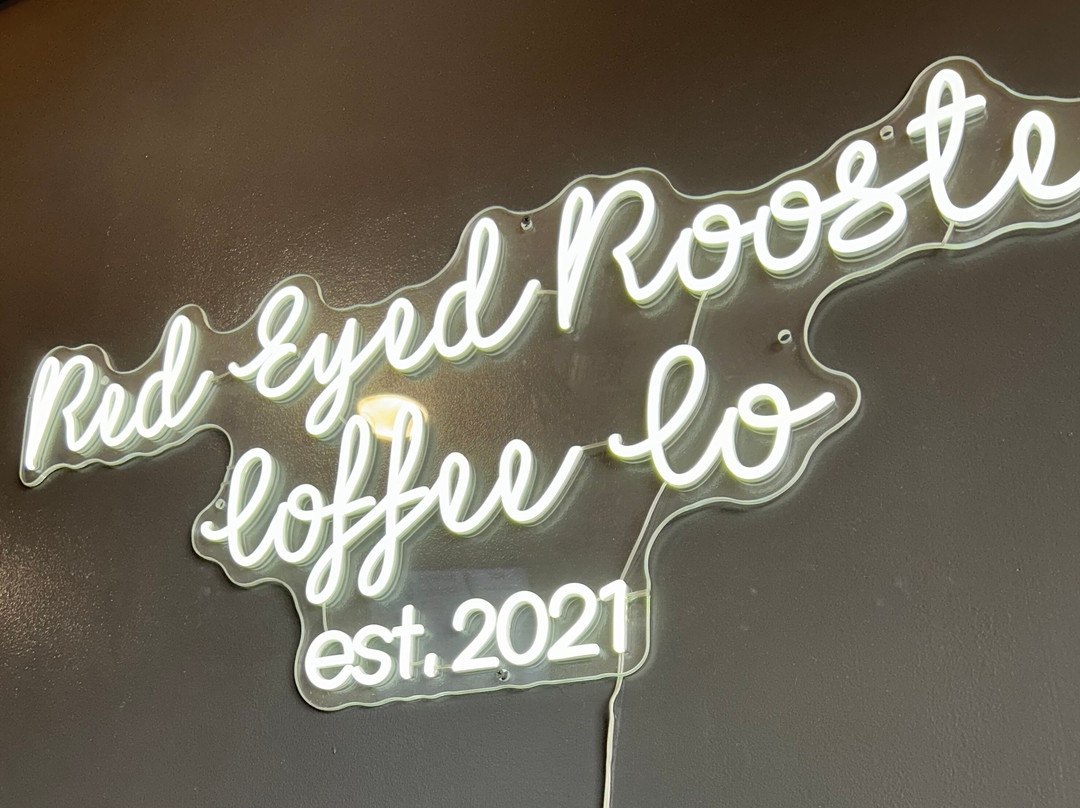 Red Eyed Rooste
Coffee Co
est. 2021